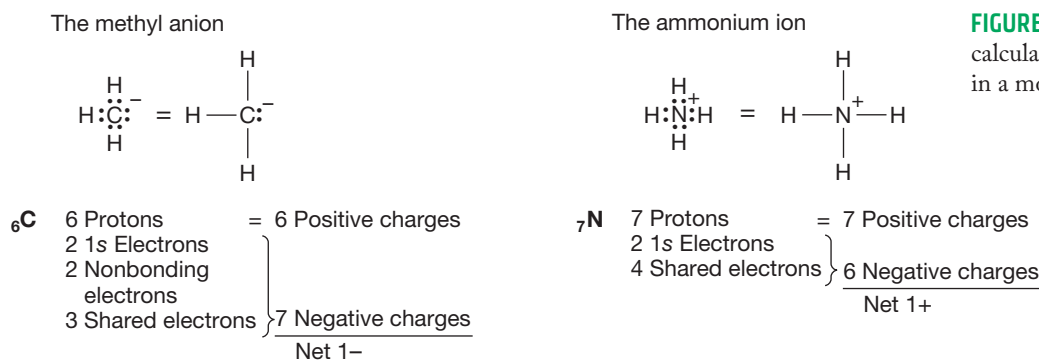 The methyl anion
H
H:C:−
H
=
H
H—C:−
H
₆C 6 Protons = 6 Positive charges
2 1s Electrons
2 Nonbonding
electrons
3 Shared electrons 7 Negative charges
Net 1–
The ammonium ion
H
H:N:H+
H
=
H
H—N—H+
H
₇N 7 Protons = 7 Positive charges
2 1s Electrons
4 Shared electrons 6 Negative charges
Net 1+
FIGURE
calcula
in a mo